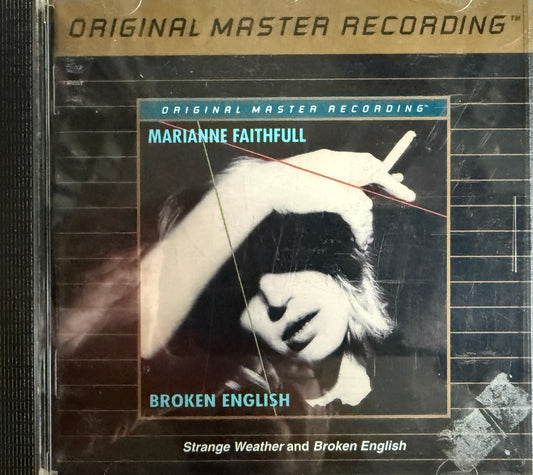 ORIGINAL MASTER RECORDING™
ORIGINAL MASTER RECORDING™
MARIANNE FAITHFULL
BROKEN ENGLISH
Strange Weather and Broken English